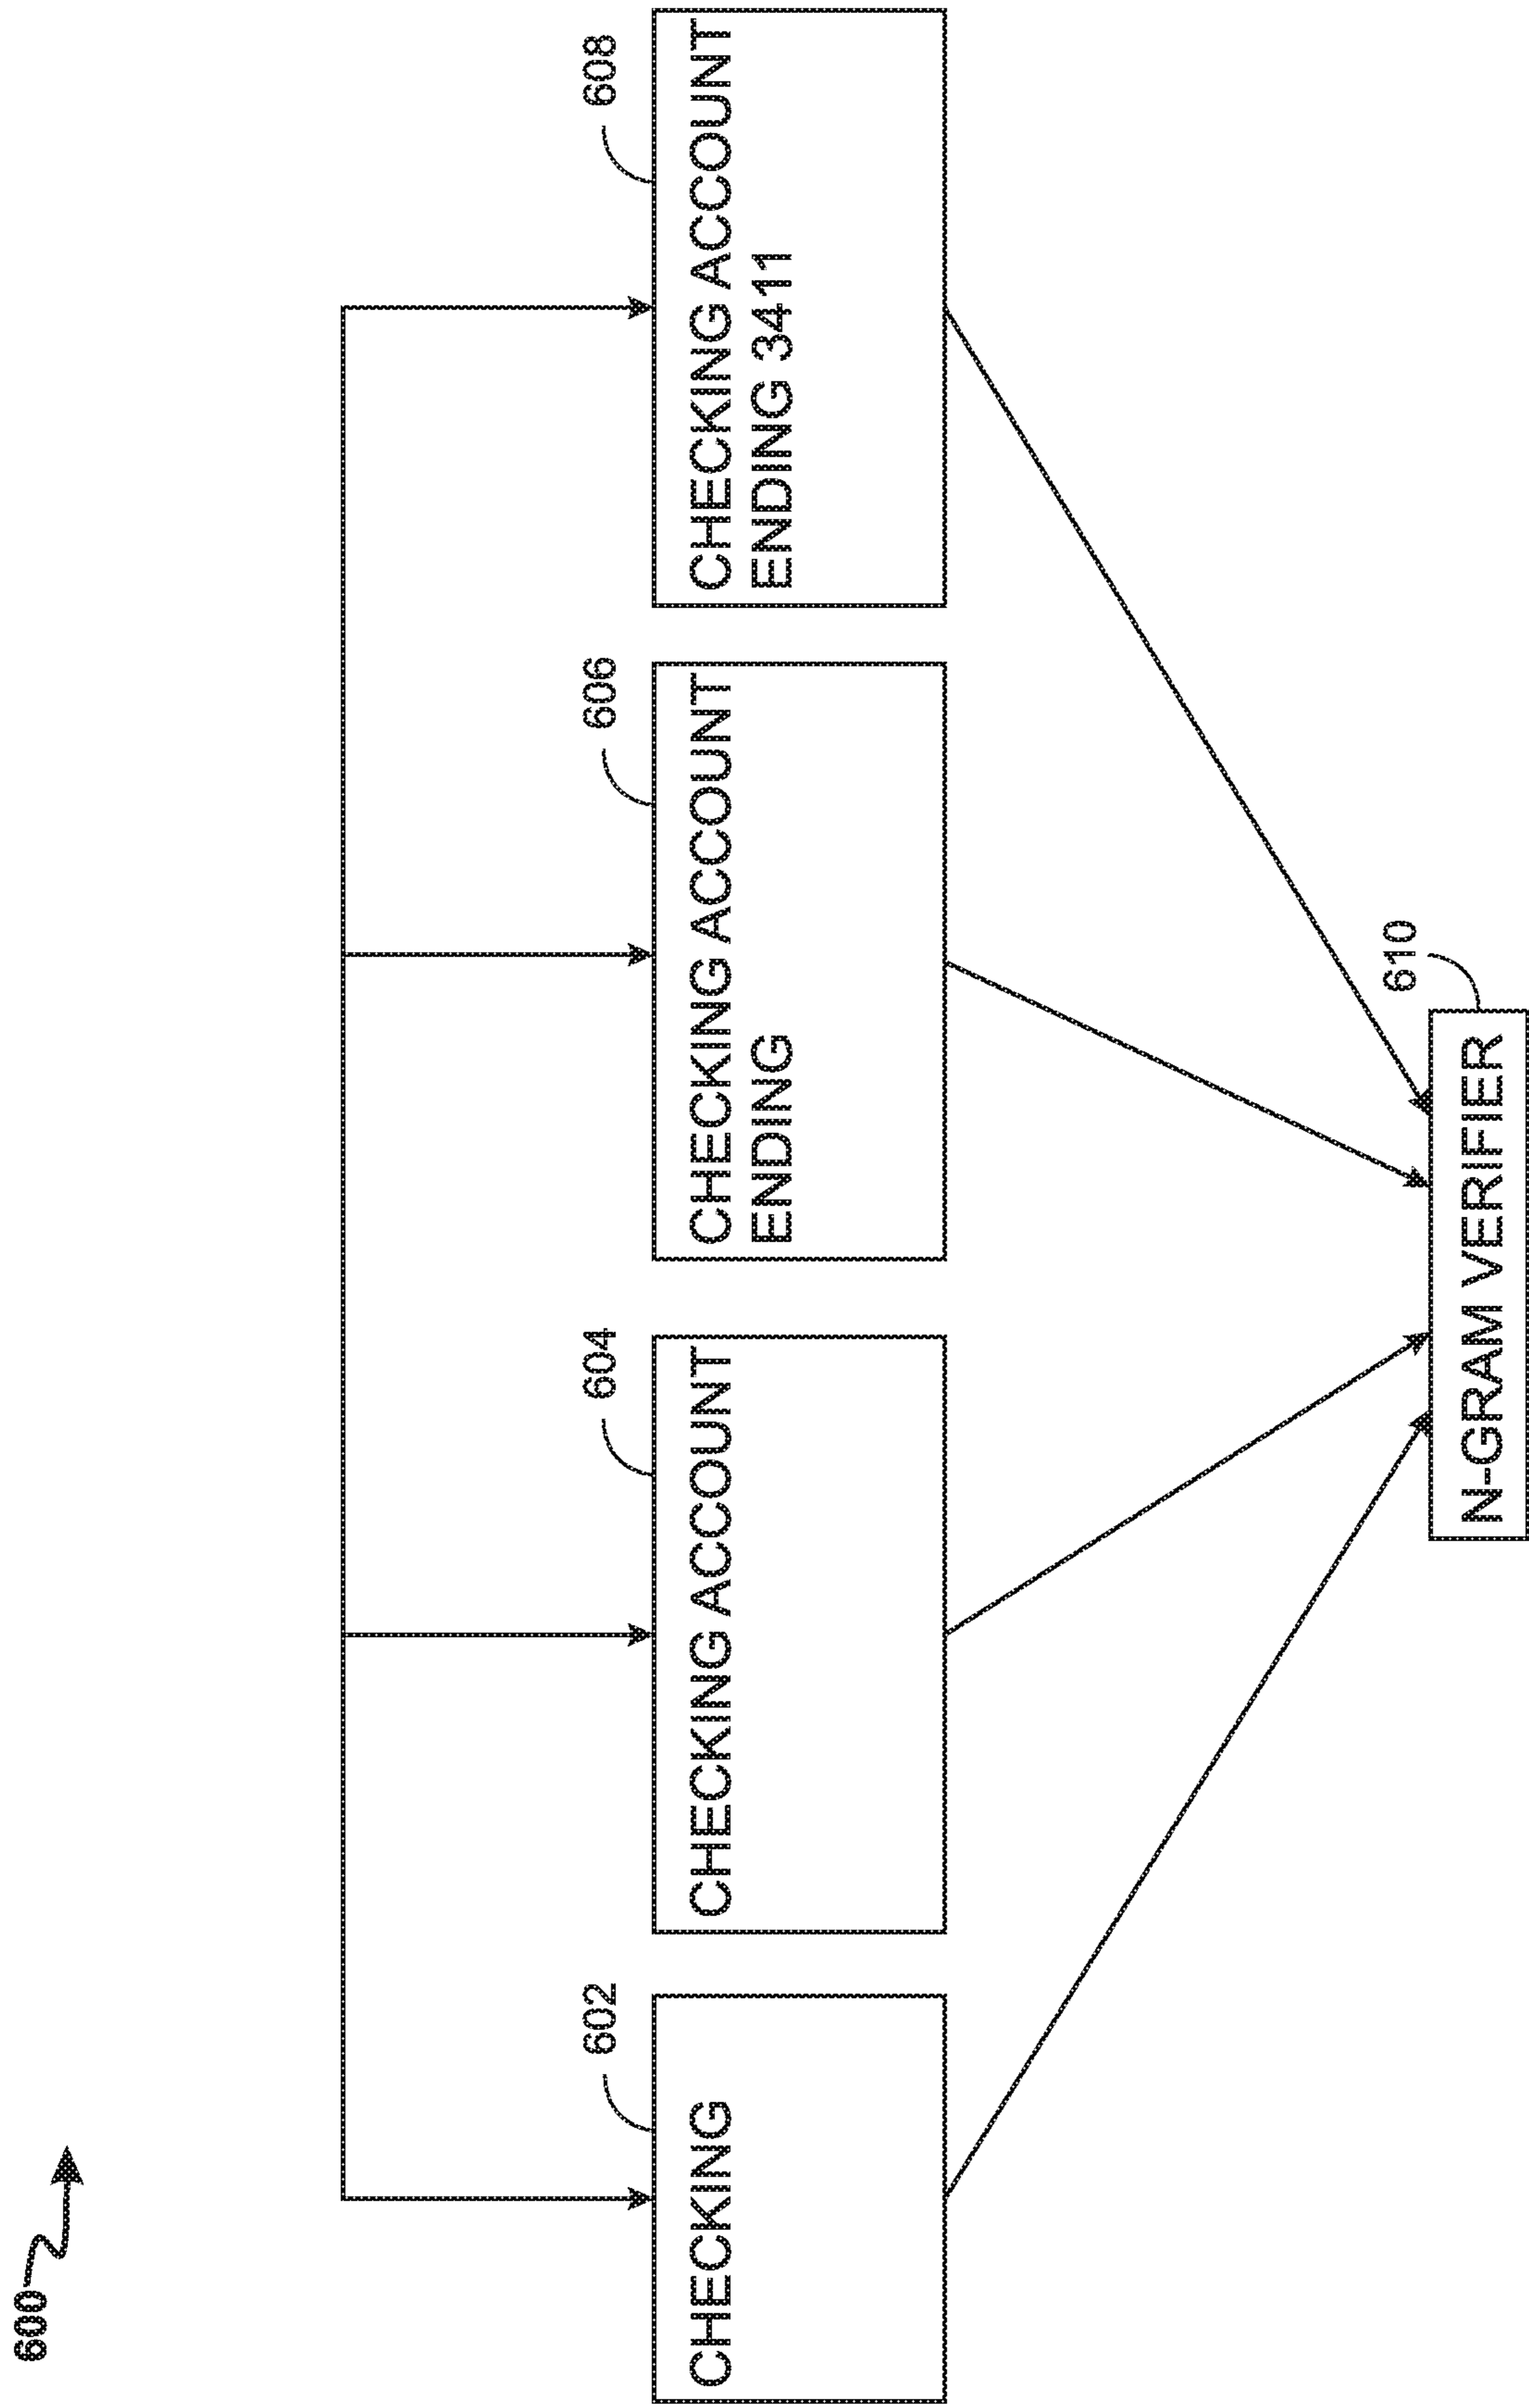 600
602
CHECKING
604
CHECKING ACCOUNT
606
CHECKING ACCOUNT
ENDING
608
CHECKING ACCOUNT
ENDING 3411
610
N-GRAM VERIFIER